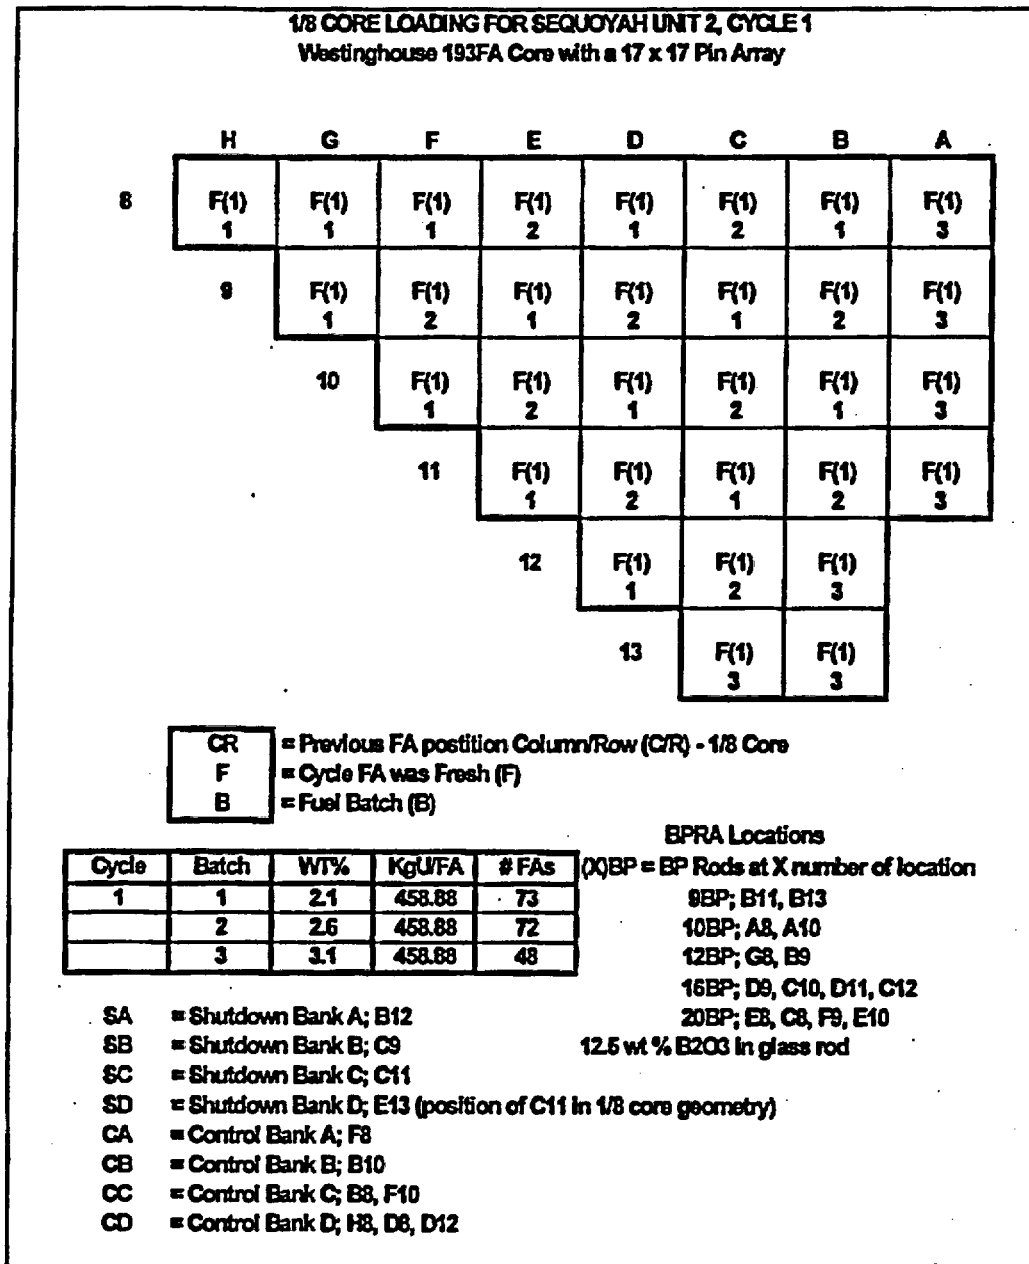 1/8 CORE LOADING FOR SEQUOYAH UNIT 2, CYCLE 1
Westinghouse 193FA Core with a 17 x 17 Pin Array
H G F E D C B A
8 F(1) F(1) F(1) F(1) F(1) F(1) F(1) F(1)
1 1 1 2 1 2 1 3
9 F(1) F(1) F(1) F(1) F(1) F(1) F(1)
1 2 1 2 1 2 3
10 F(1) F(1) F(1) F(1) F(1) F(1)
1 2 1 2 1 3
11 F(1) F(1) F(1) F(1) F(1)
1 2 1 2 3
12 F(1) F(1) F(1)
1 2 3
13 F(1) F(1)
3 3
CR = Previous FA postition Column/Row (C/R) - 1/8 Core
F = Cycle FA was Fresh (F)
B = Fuel Batch (B)
Cycle Batch WT% KgU/FA # FAs
1 1 2.1 458.88 73
2 2.6 458.88 72
3 3.1 458.88 48
BPRA Locations
(X)BP = BP Rods at X number of location
9BP; B11, B13
10BP; A8, A10
12BP; G8, B9
16BP; D9, C10, D11, C12
20BP; E8, C8, F9, E10
12.5 wt % B2O3 in glass rod
SA = Shutdown Bank A; B12
SB = Shutdown Bank B; C9
SC = Shutdown Bank C; C11
SD = Shutdown Bank D; E13 (position of C11 in 1/8 core geometry)
CA = Control Bank A; F8
CB = Control Bank B; B10
CC = Control Bank C; B8, F10
CD = Control Bank D; H8, D8, D12